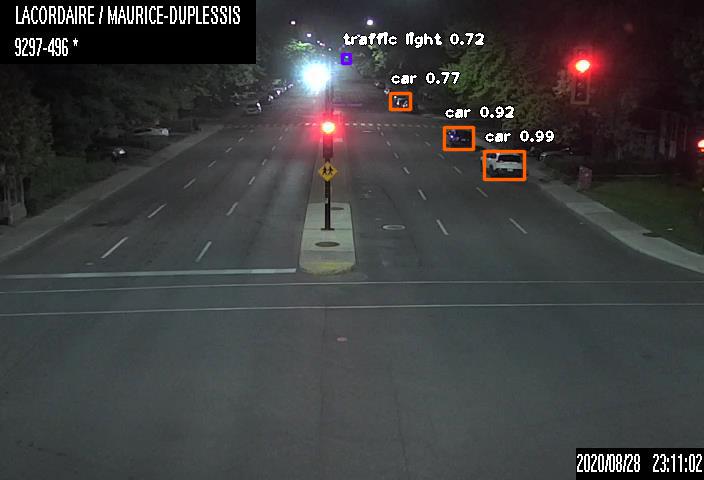 LACORDAIRE / MAURICE-DUPLESSIS
9297-496 *
traffic light 0.72
car 0.77
car 0.92
car 0.99
2020/08/28 23:11:02